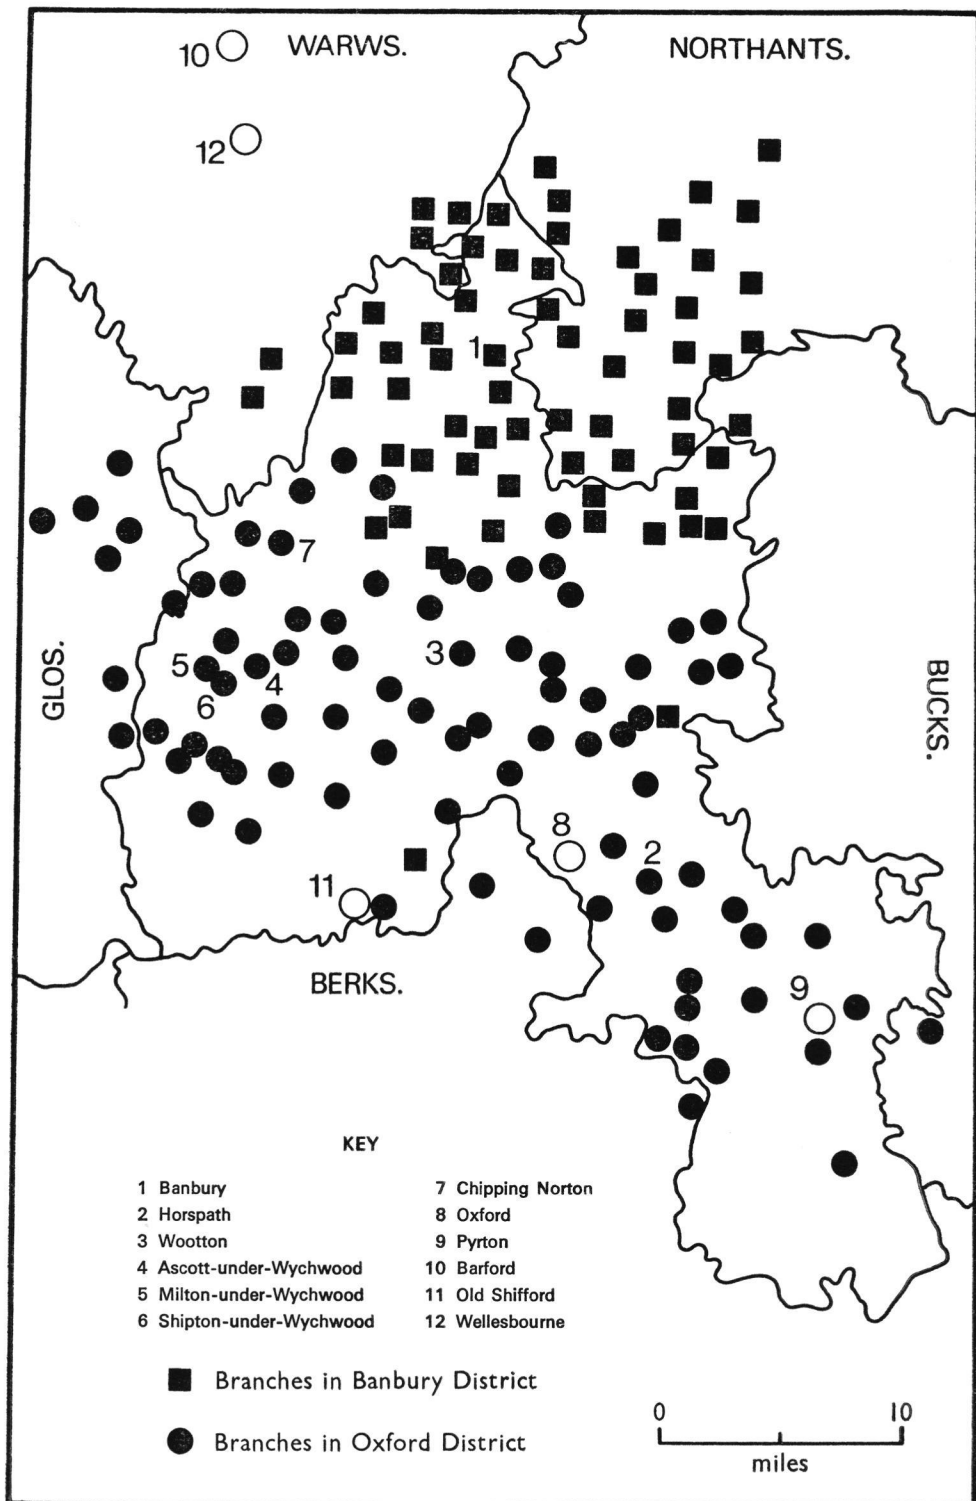 10 WARWS. NORTHANTS.
12
1
7
3
5
4
6
GLOS.
BUCKS.
8
2
11
BERKS.
9
KEY
1 Banbury
2 Horspath
3 Wootton
4 Ascott-under-Wychwood
5 Milton-under-Wychwood
6 Shipton-under-Wychwood
7 Chipping Norton
8 Oxford
9 Pyrton
10 Barford
11 Old Shifford
12 Wellesbourne
Branches in Banbury District
Branches in Oxford District
0 10
miles